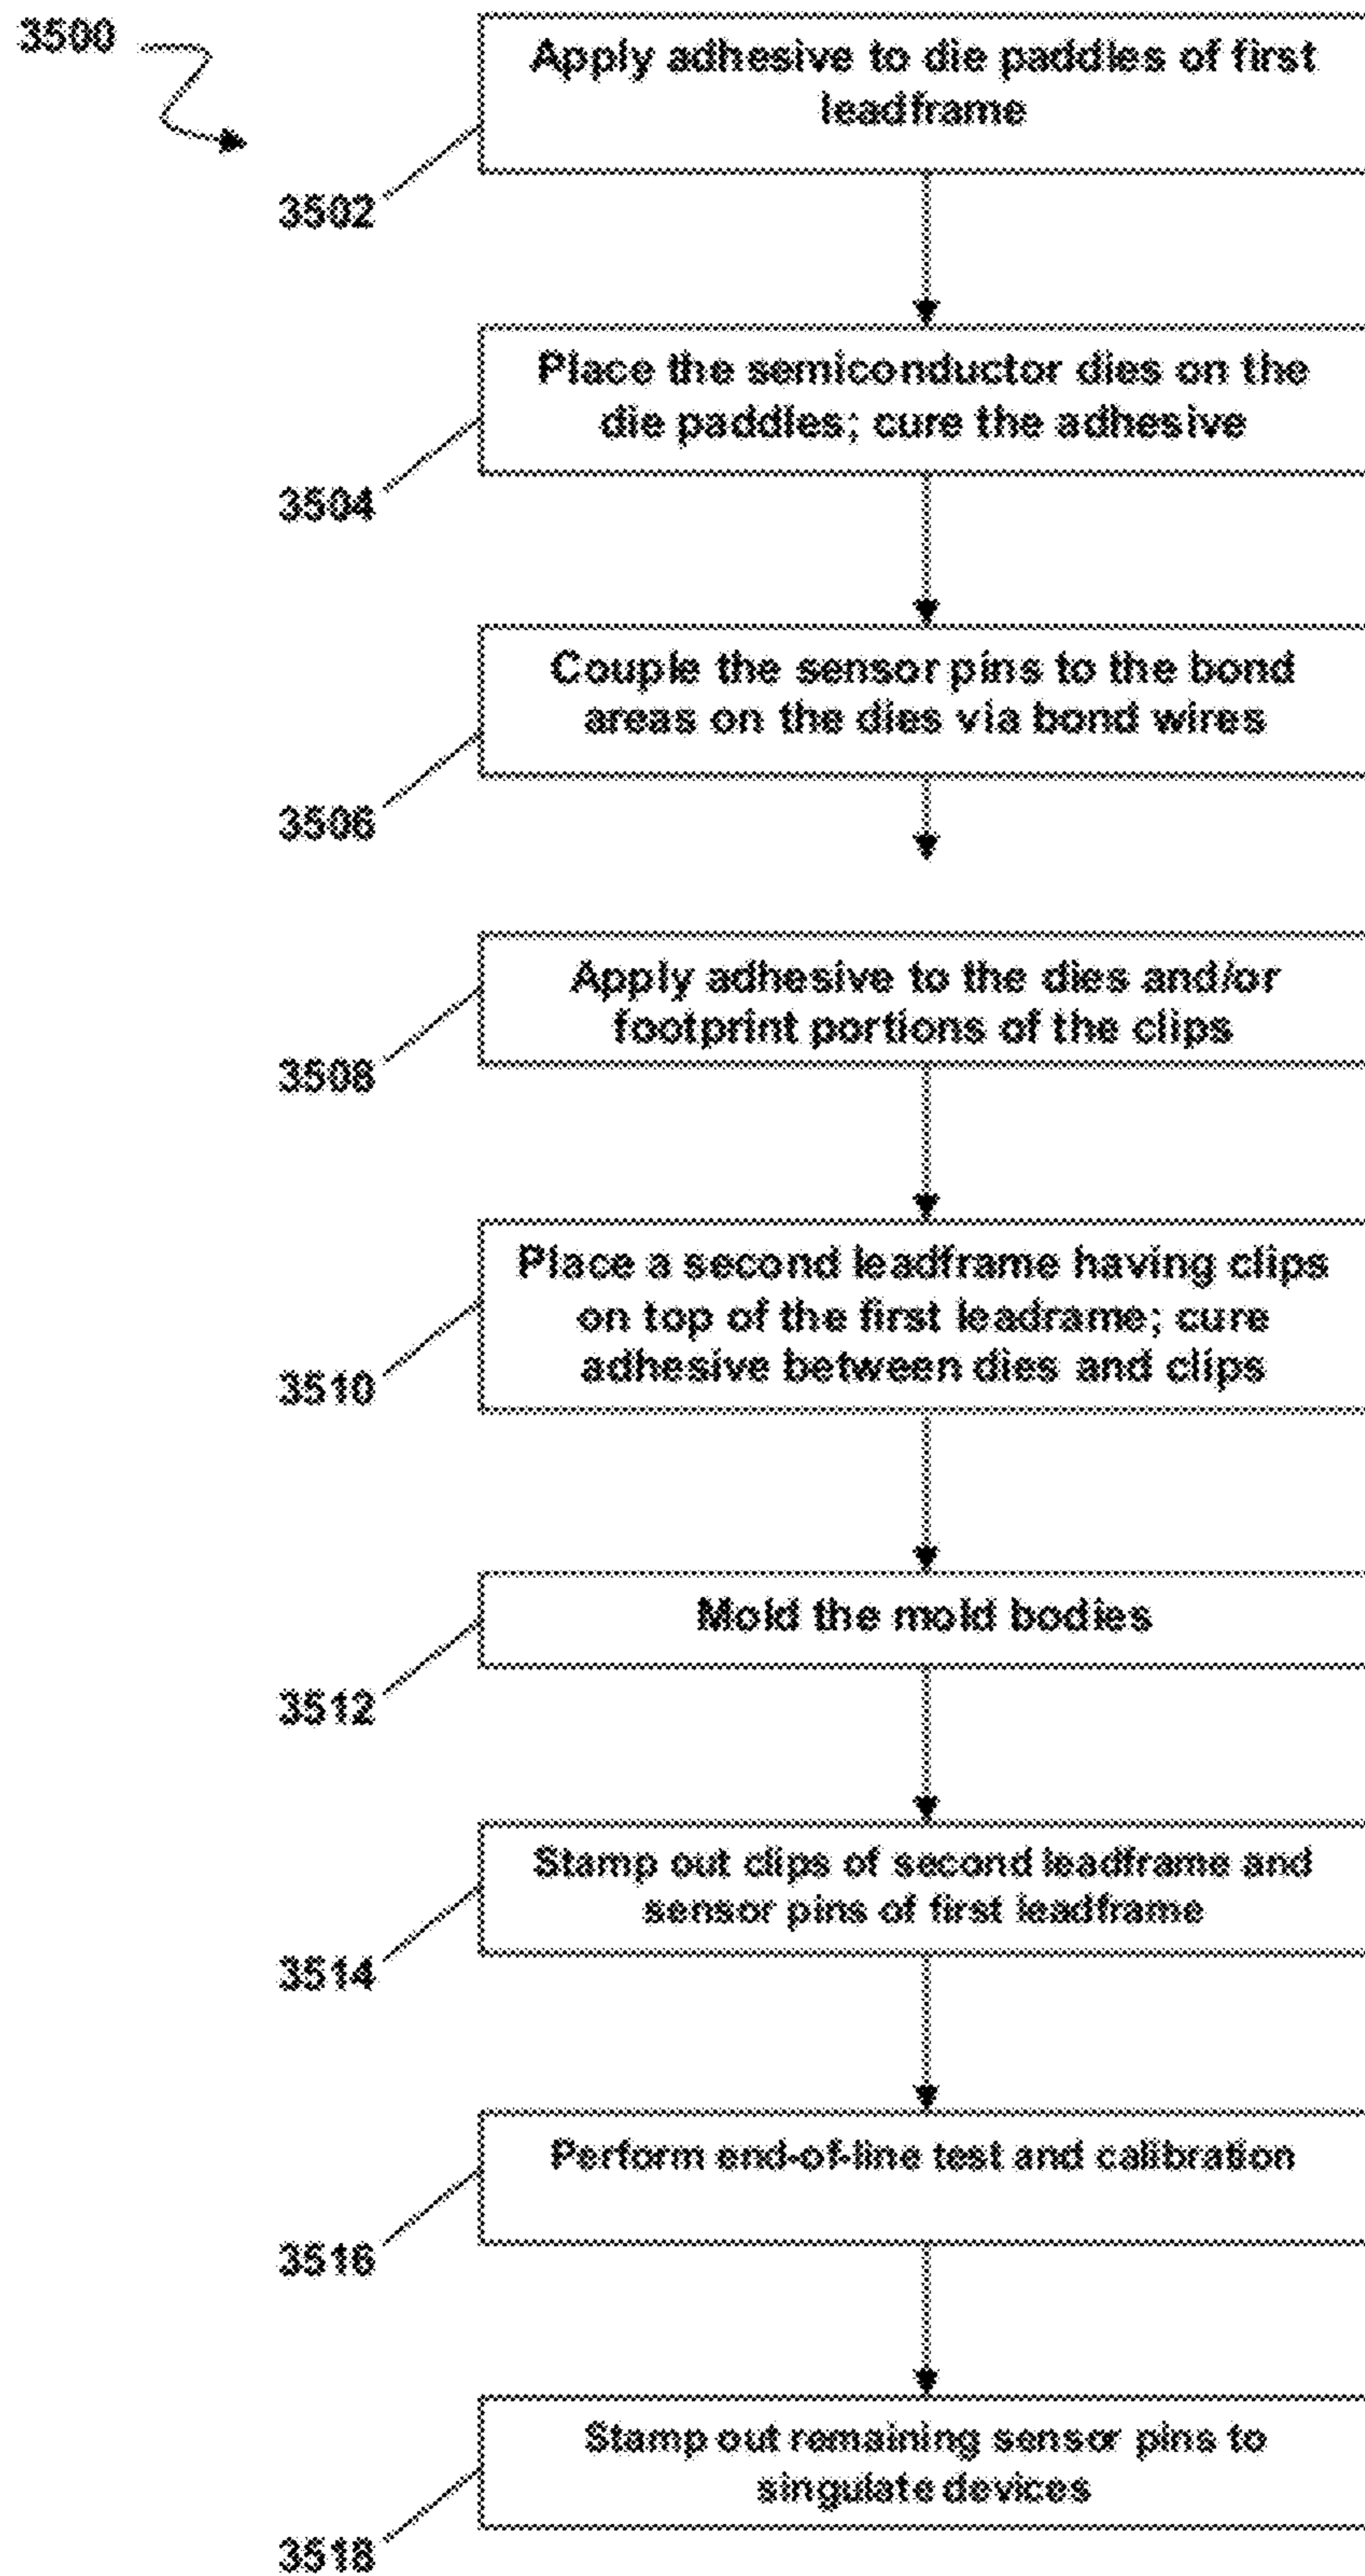 3500
Apply adhesive to die paddles of first
leadframe
3502
Place the semiconductor dies on the
die paddles; cure the adhesive
3504
Couple the sensor pins to the bond
areas on the dies via bond wires
3506
Apply adhesive to the dies and/or
footprint portions of the clips
3508
Place a second leadframe having clips
on top of the first leadrame; cure
adhesive between dies and clips
3510
Mold the mold bodies
3512
Stamp out clips of second leadframe and
sensor pins of first leadframe
3514
Perform end-of-line test and calibration
3516
Stamp out remaining sensor pins to
singulate devices
3518